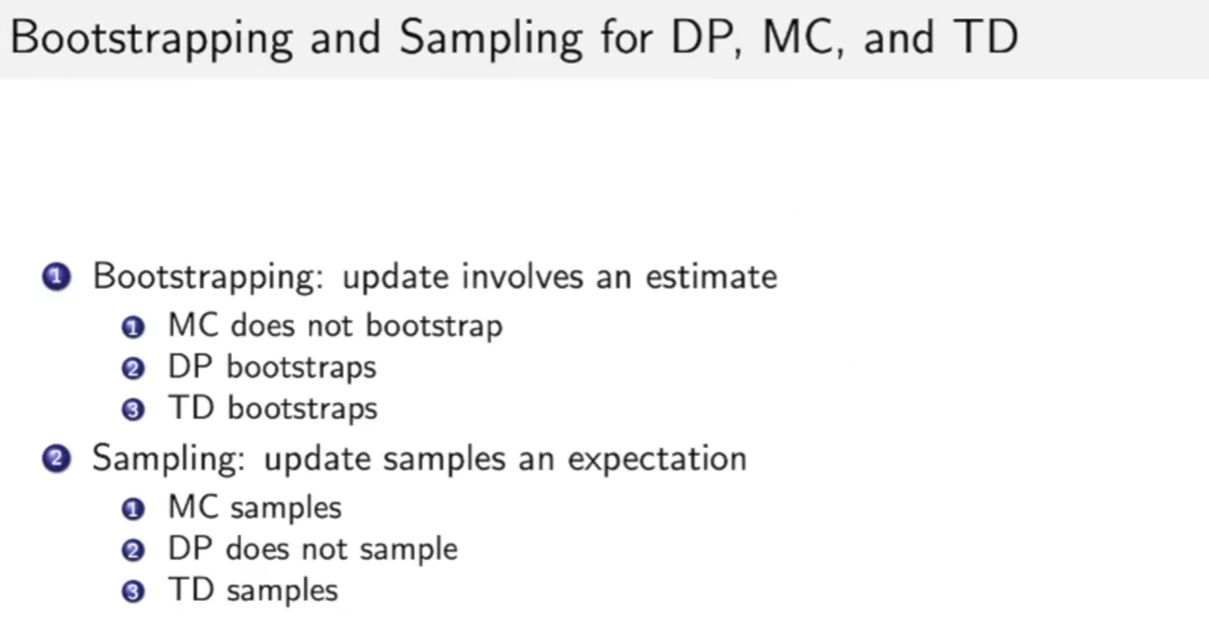 Bootstrapping and Sampling for DP, MC, and TD
1 Bootstrapping: update involves an estimate
1 MC does not bootstrap
2 DP bootstraps
3 TD bootstraps
2 Sampling: update samples an expectation
1 MC samples
2 DP does not sample
3 TD samples